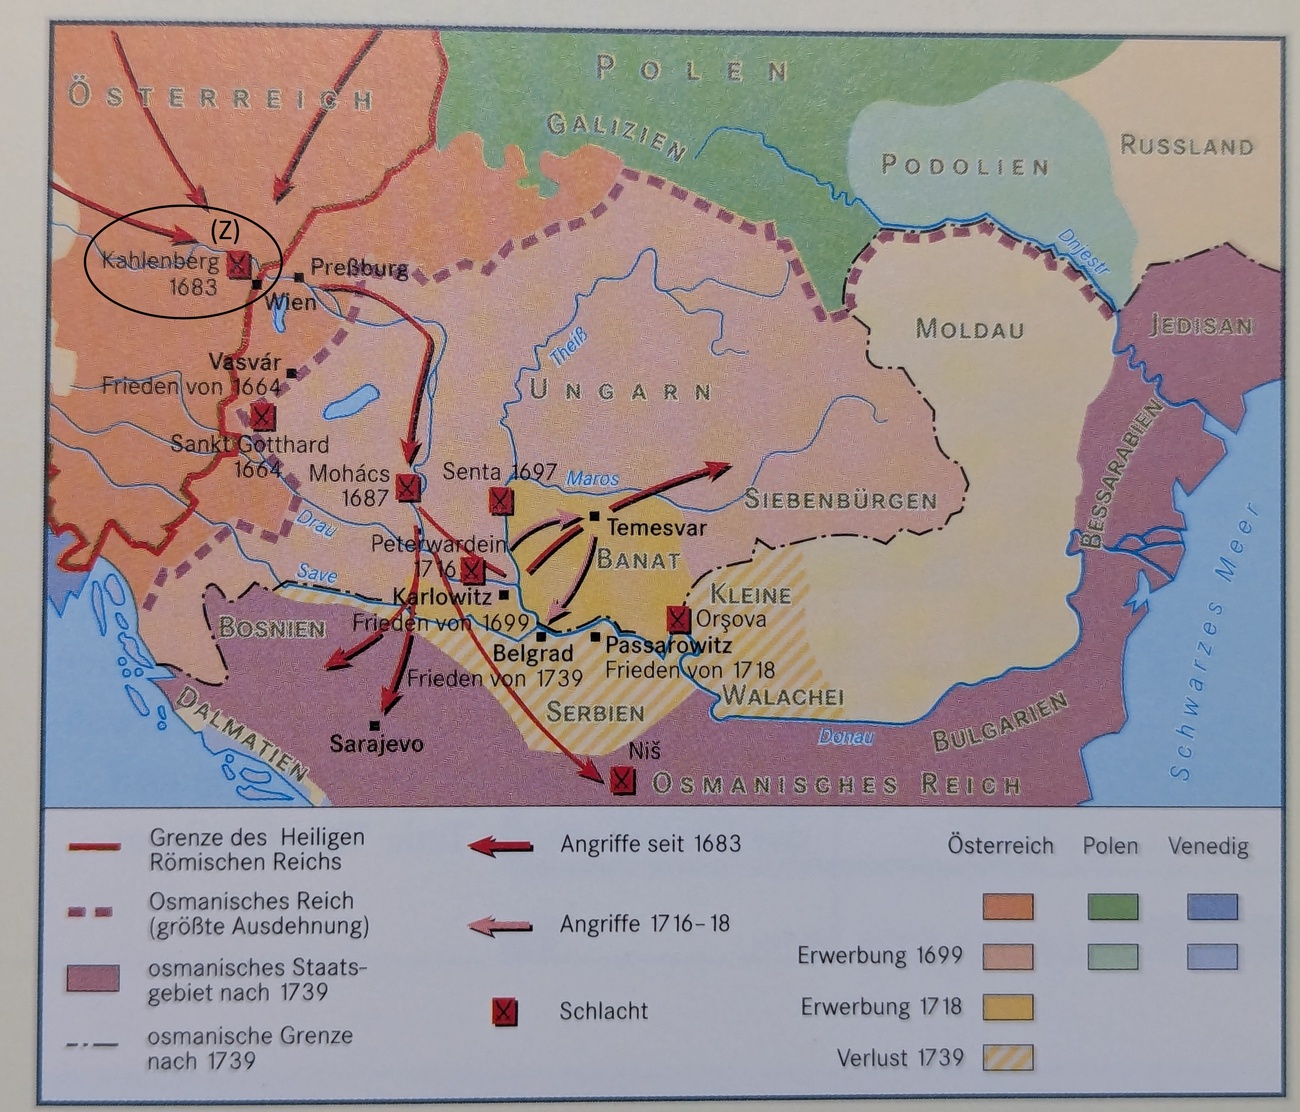 ÖSTERREICH
POLEN
GALIZIEN
PODOLIEN
RUSSLAND
(Z)
Kahlenberg
1683
Preßburg
Wien
Dnjestr
MOLDAU
JEDISAN
Vasvár
Frieden von 1664
Theiß
UNGARN
Sankt Gotthard
1664
Mohács
1687
Senta 1697
Maros
SIEBENBÜRGEN
BESSARABIEN
Drau
Temesvar
Peterwardein
1716
BANAT
Save
Karlowitz
Frieden von 1699
KLEINE
WALACHEI
Orşova
BOSNIEN
Belgrad
Frieden von 1739
Passarowitz
Frieden von 1718
DALMATIEN
SERBIEN
Donau
BULGARIEN
Schwarzes Meer
Sarajevo
Niš
OSMANISCHES REICH
Grenze des Heiligen
Römischen Reichs
Osmanisches Reich
(größte Ausdehnung)
osmanisches Staats-
gebiet nach 1739
osmanische Grenze
nach 1739
Angriffe seit 1683
Angriffe 1716–18
Schlacht
Österreich Polen Venedig
Erwerbung 1699
Erwerbung 1718
Verlust 1739